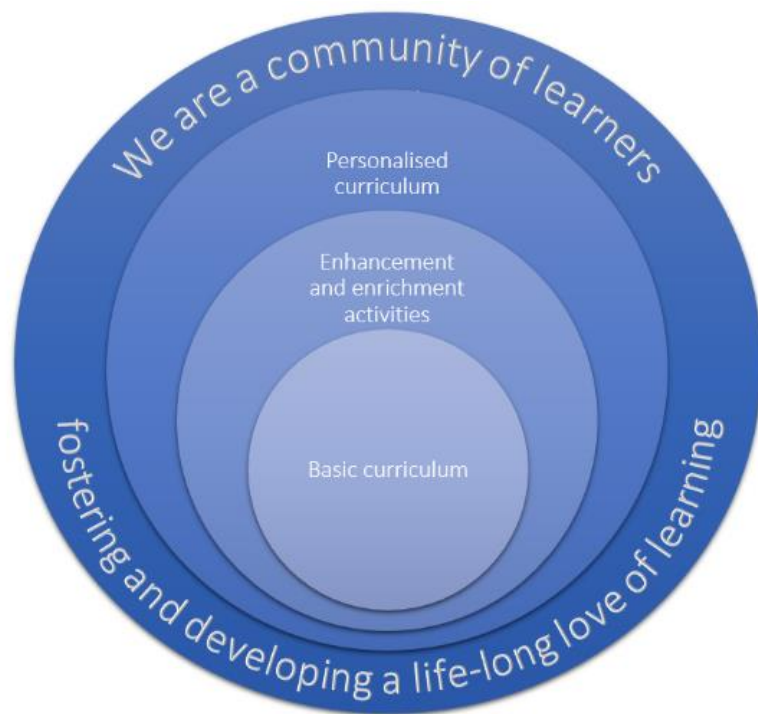 We are a community of learners
Personalised
curriculum
Enhancement
and enrichment
activities
Basic curriculum
fostering and developing a life-long love of learning